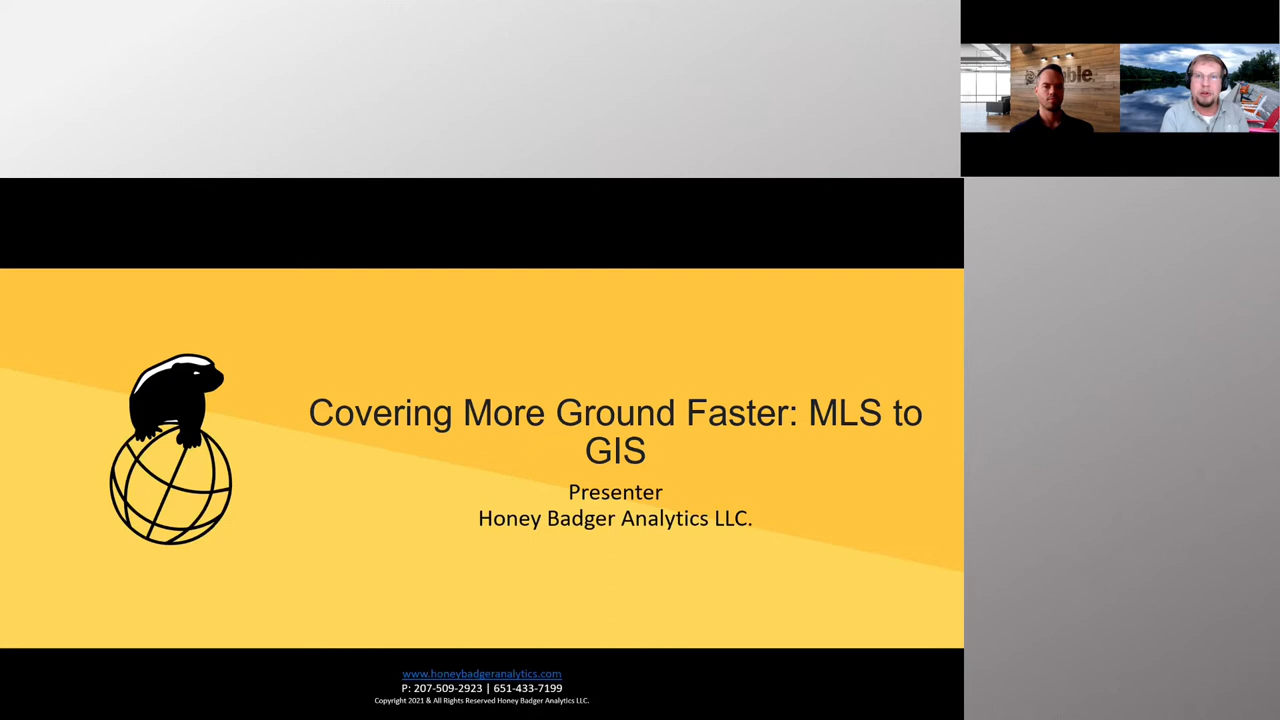 Covering More Ground Faster: MLS to
GIS
Presenter
Honey Badger Analytics LLC.
www.honeybadgeranalytics.com
P: 207-509-2923 | 651-433-7199
Copyright 2021 & All Rights Reserved Honey Badger Analytics LLC.